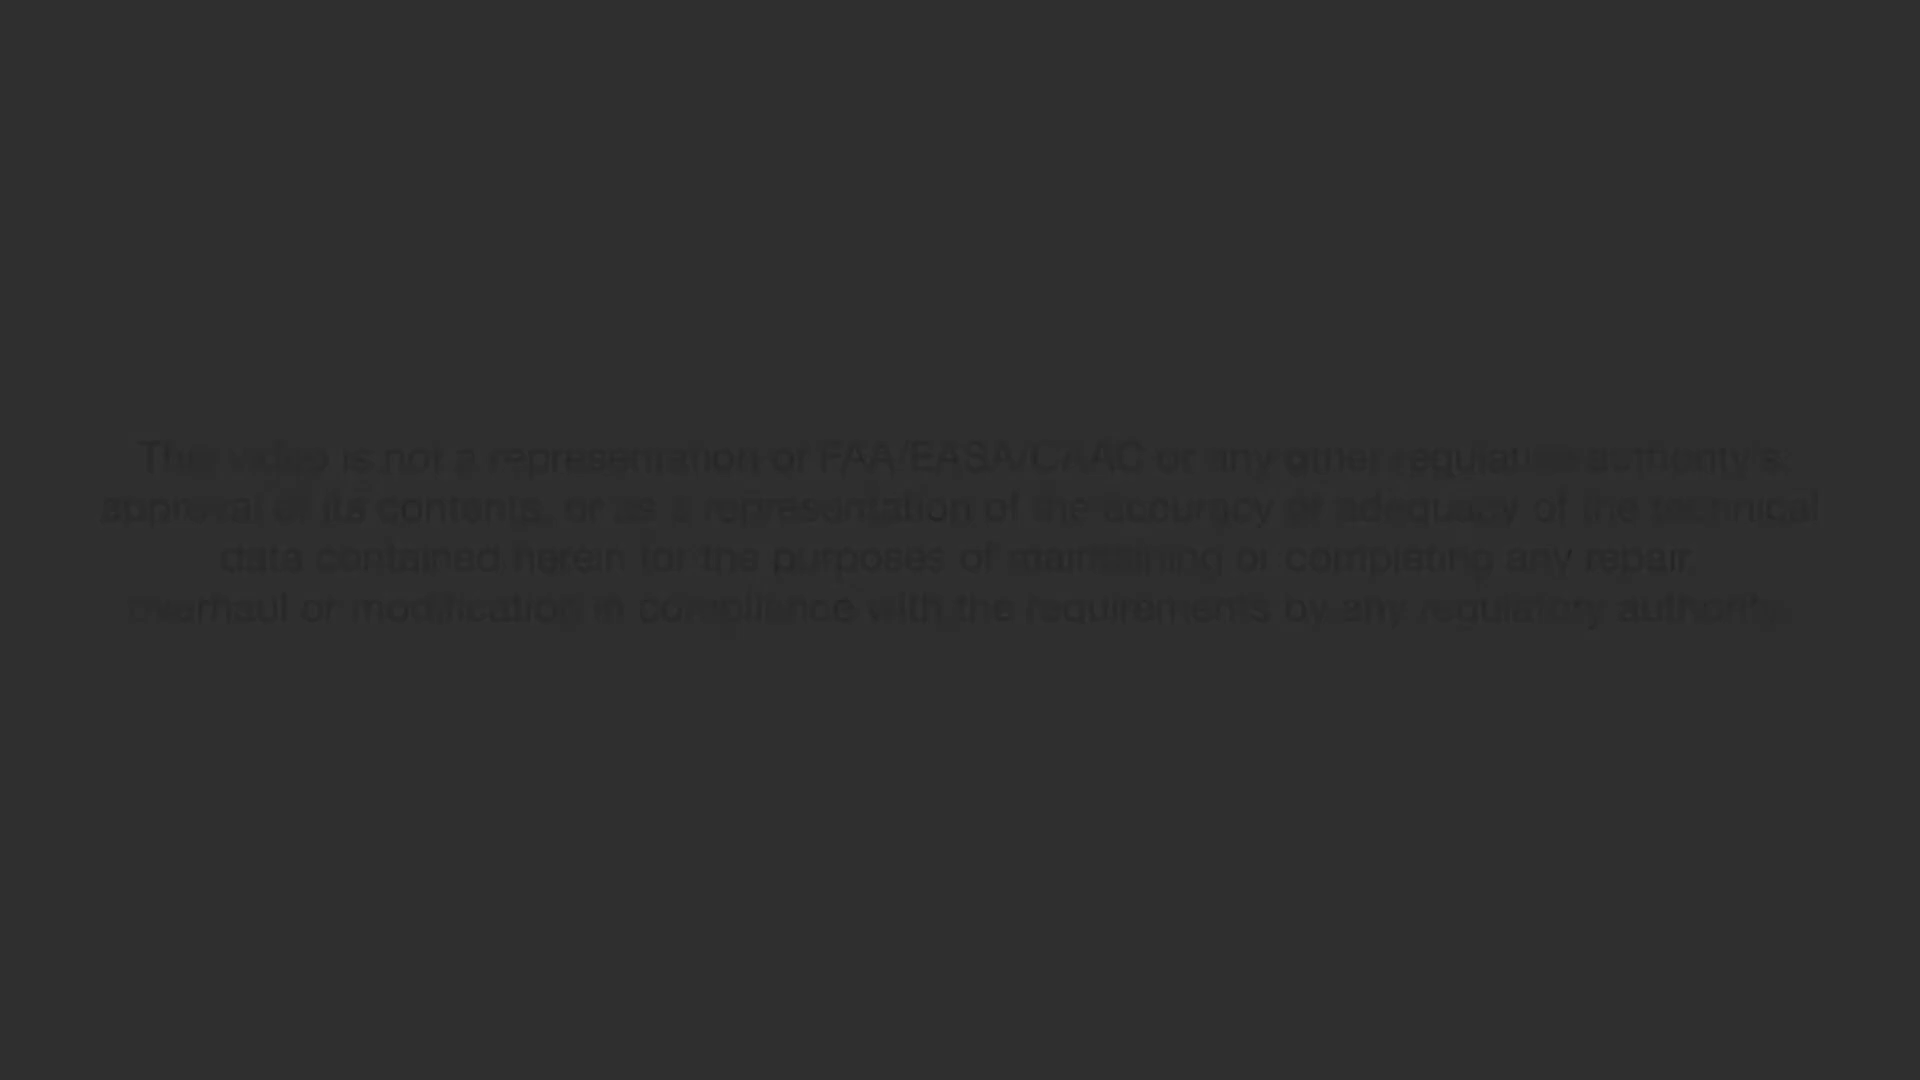 This video is not a representation of FAA/EASA/CAAC or any other regulative authority's
approval of its contents, or as a representation of the accuracy or adequacy of the technical
data contained herein for the purposes of maintaining or completing any repair,
overhaul or modification in compliance with the requirements by any regulatory authority.